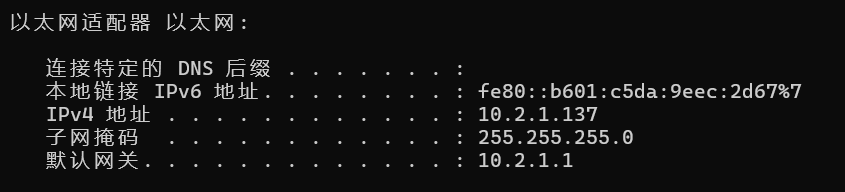 以太网适配器 以太网:
连接特定的 DNS 后缀 . . . . . . . :
本地链接 IPv6 地址. . . . . . . . : fe80::b601:c5da:9eec:2d67%7
IPv4 地址 . . . . . . . . . . . . : 10.2.1.137
子网掩码  . . . . . . . . . . . . : 255.255.255.0
默认网关. . . . . . . . . . . . . : 10.2.1.1